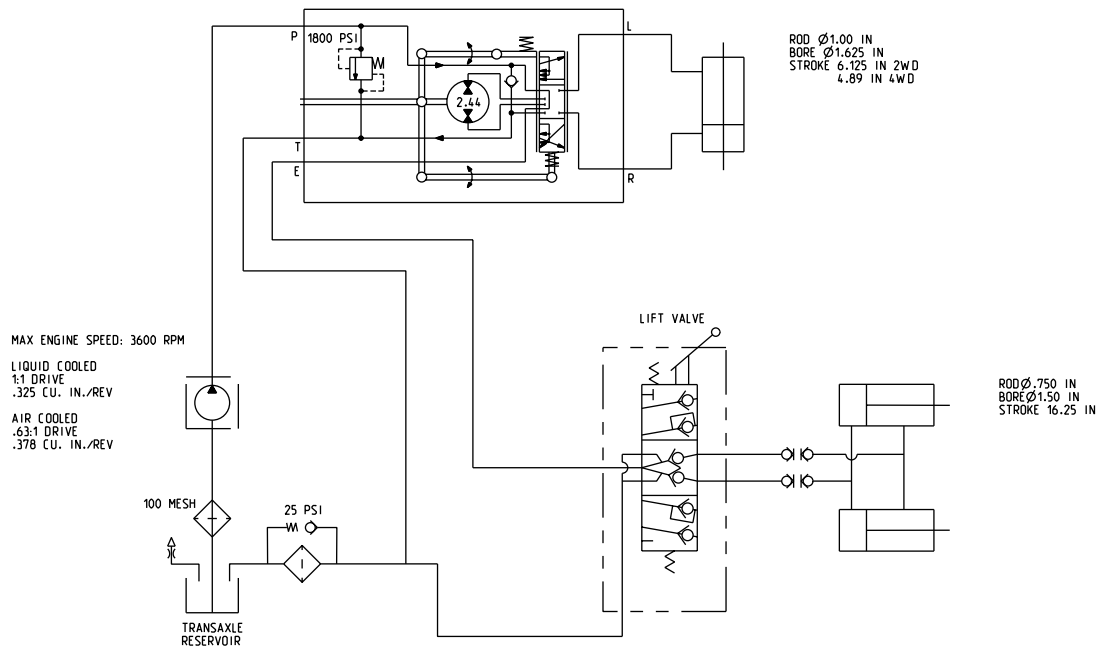 P
1800 PSI
L
ROD Ø1.00 IN
BORE Ø1.625 IN
STROKE 6.125 IN 2WD
4.89 IN 4WD
2.44
T
E
R
LIFT VALVE
MAX ENGINE SPEED: 3600 RPM
LIQUID COOLED
1:1 DRIVE
.325 CU. IN./REV
AIR COOLED
.63:1 DRIVE
.378 CU. IN./REV
RODØ.750 IN
BOREØ1.50 IN
STROKE 16.25 IN
100 MESH
25 PSI
TRANSAXLE
RESERVOIR